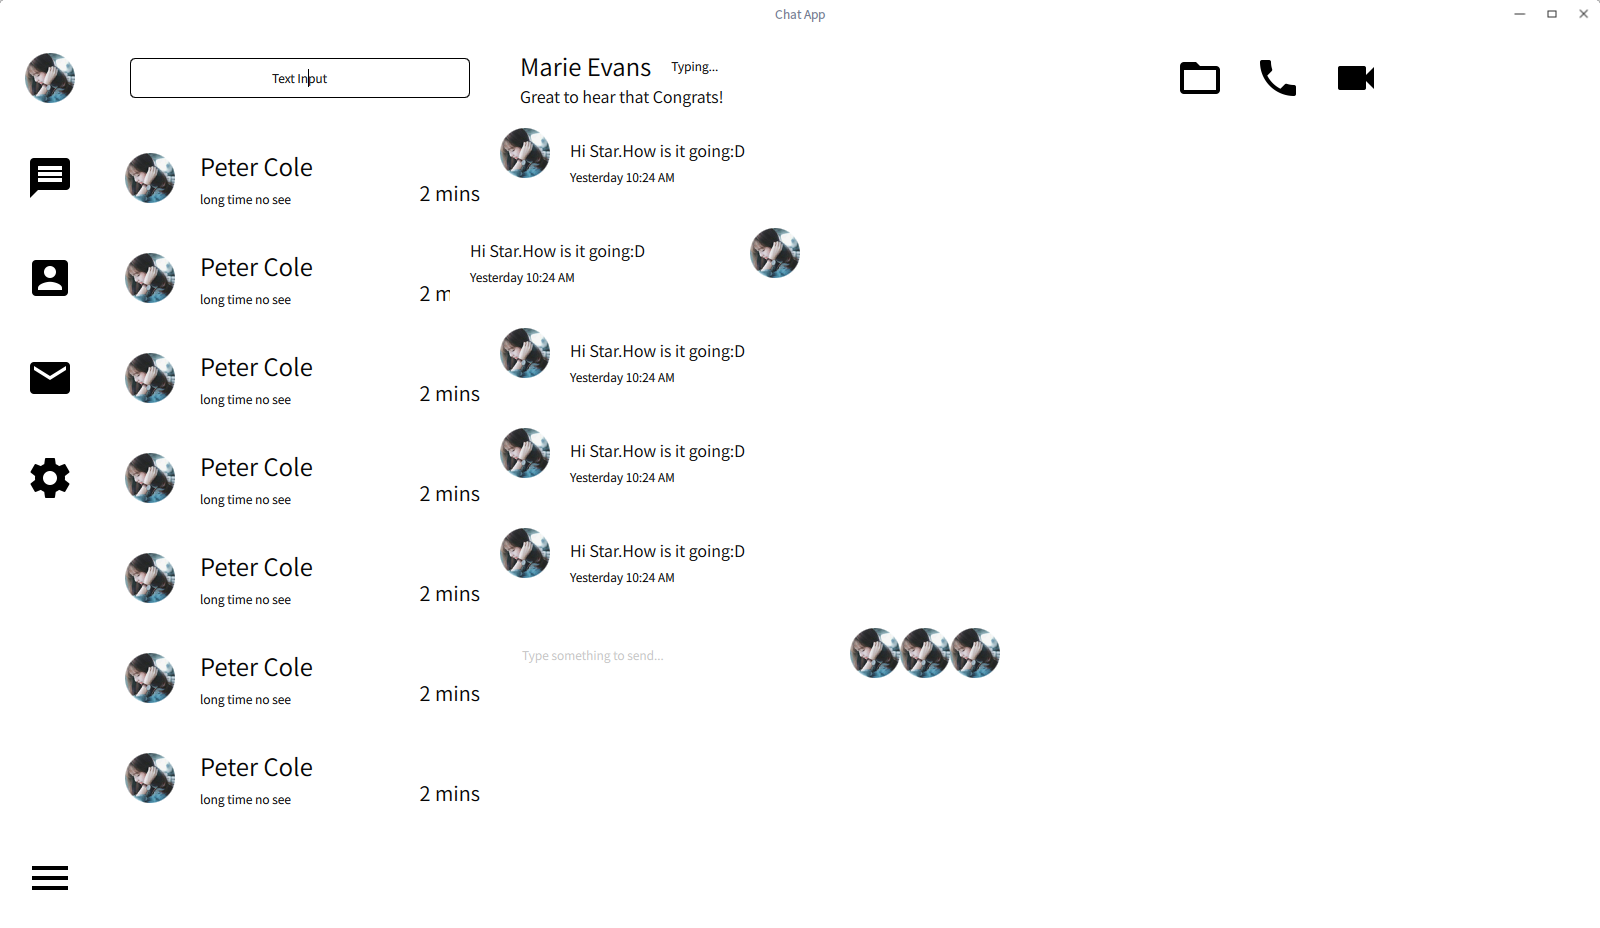 Chat App
Text Input
Peter Cole
long time no see
2 mins
Peter Cole
long time no see
2 m
Peter Cole
long time no see
2 mins
Peter Cole
long time no see
2 mins
Peter Cole
long time no see
2 mins
Peter Cole
long time no see
2 mins
Peter Cole
long time no see
2 mins
Marie Evans Typing...
Great to hear that Congrats!
Hi Star.How is it going:D
Yesterday 10:24 AM
Hi Star.How is it going:D
Yesterday 10:24 AM
Hi Star.How is it going:D
Yesterday 10:24 AM
Hi Star.How is it going:D
Yesterday 10:24 AM
Hi Star.How is it going:D
Yesterday 10:24 AM
Type something to send...